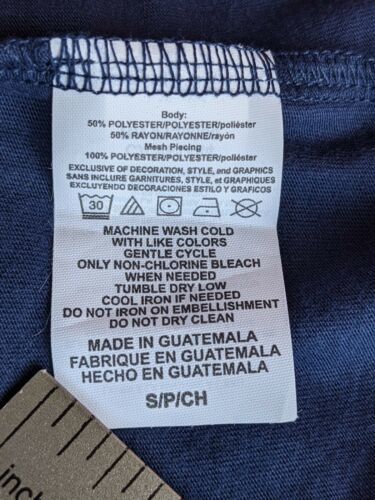 Body:
50% POLYESTER/POLYESTER/poliéster
50% RAYON/RAYONNE/rayón
Mesh Piecing
100% POLYESTER/POLYESTER/poliéster
EXCLUSIVE OF DECORATION, STYLE, and GRAPHICS
SANS INCLURE GARNITURES, STYLE, et GRAPHIQUES
EXCLUYENDO DECORACIONES ESTILO Y GRAFICOS
30
MACHINE WASH COLD
WITH LIKE COLORS
GENTLE CYCLE
ONLY NON-CHLORINE BLEACH
WHEN NEEDED
TUMBLE DRY LOW
COOL IRON IF NEEDED
DO NOT IRON ON EMBELLISHMENT
DO NOT DRY CLEAN
MADE IN GUATEMALA
FABRIQUE EN GUATEMALA
HECHO EN GUATEMALA
S/P/CH
inch